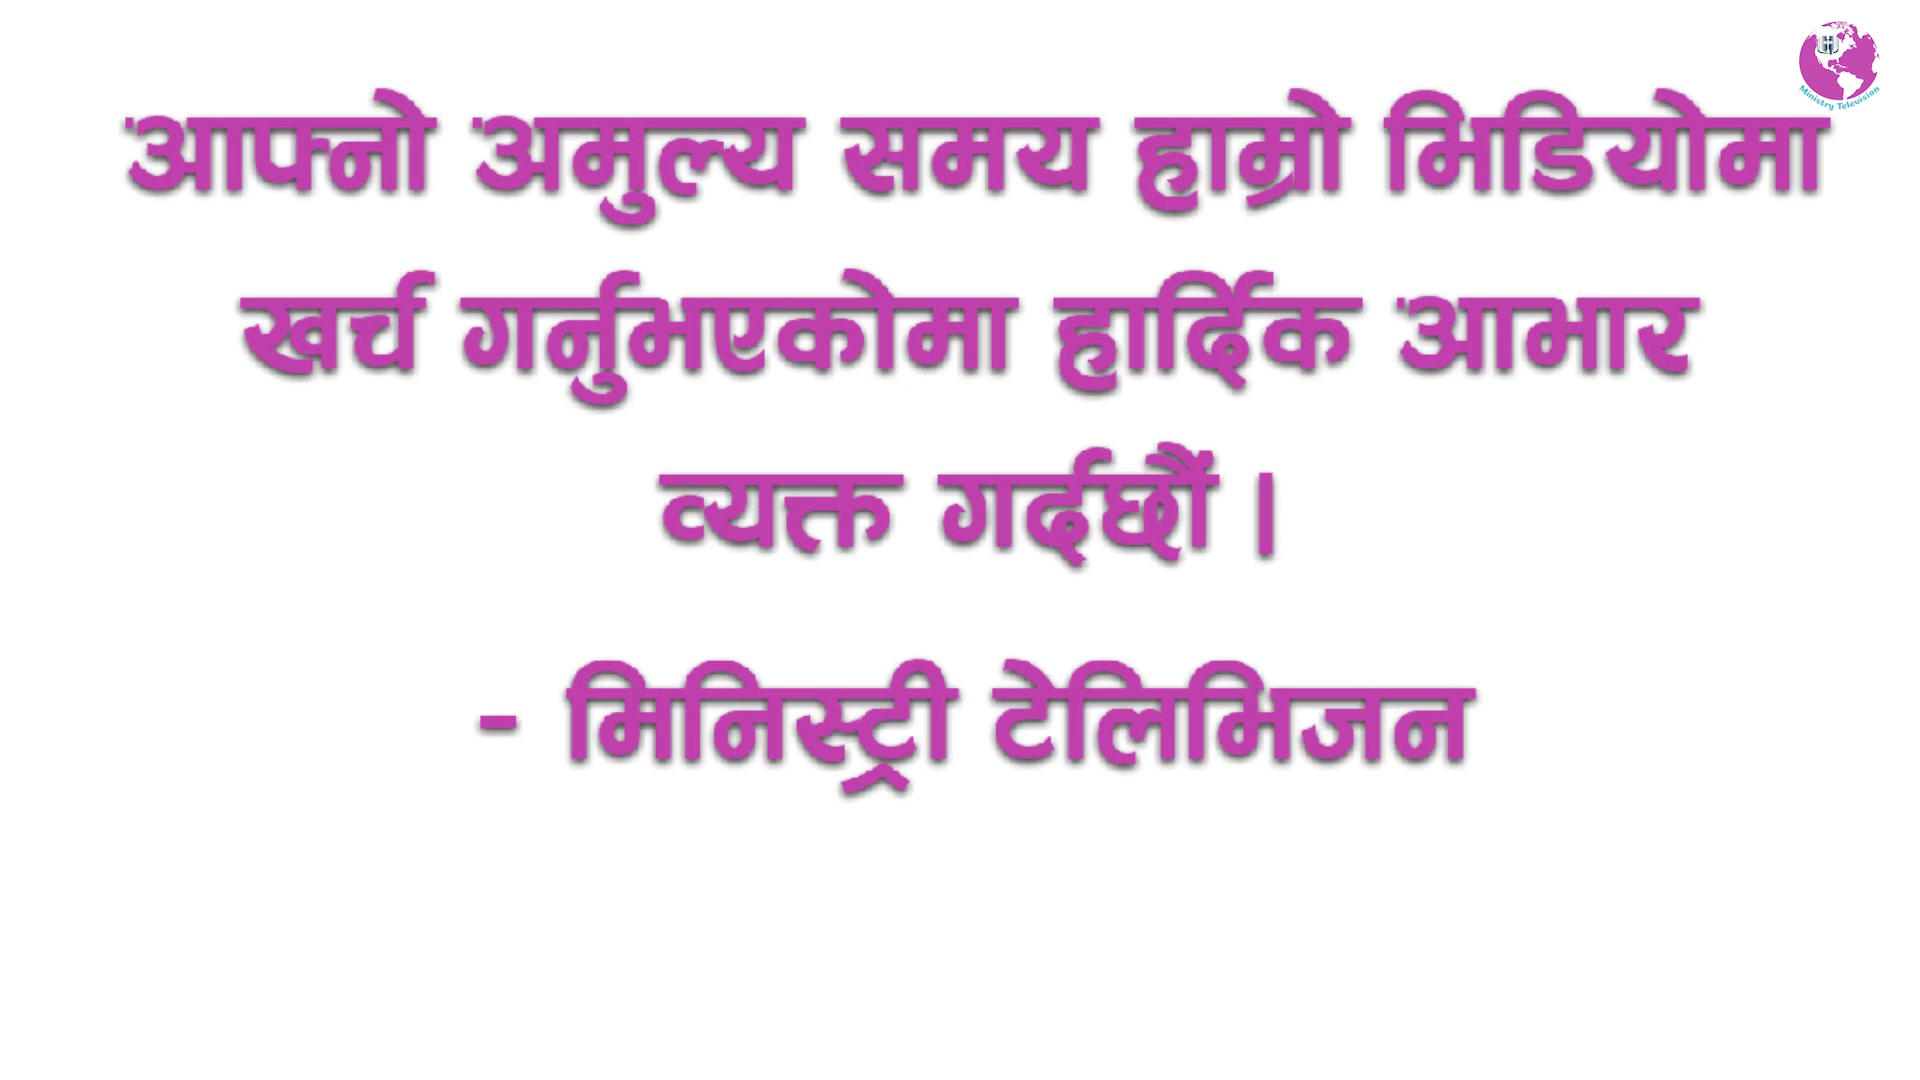 Ministry Television
आफ्नो अमुल्य समय हाम्रो मिडियोमा
खर्च गर्नुभएकोमा हार्दिक आभार
व्यक्त गर्दछौं ।
- मिनिस्ट्री टेलिभिजन